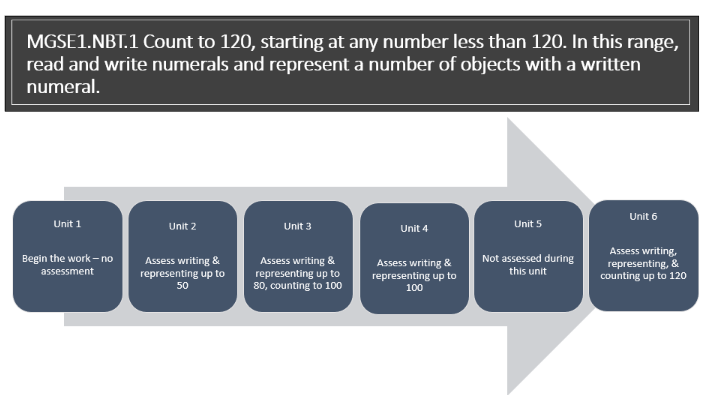 MGSE1.NBT.1 Count to 120, starting at any number less than 120. In this range,
read and write numerals and represent a number of objects with a written
numeral.
Unit 1
Begin the work – no
assessment
Unit 2
Assess writing &
representing up to
50
Unit 3
Assess writing &
representing up to
80, counting to 100
Unit 4
Assess writing &
representing up to
100
Unit 5
Not assessed during
this unit
Unit 6
Assess writing,
representing, &
counting up to 120